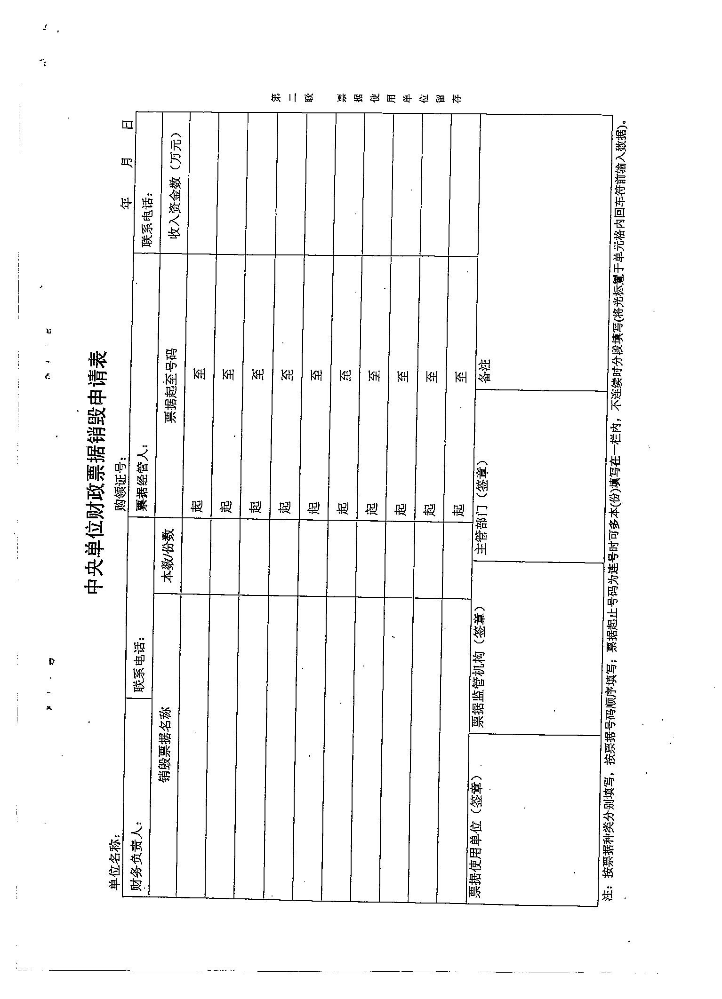 中央单位财政票据销毁申请表
单位名称： 购领证号： 年 月 日
财务负责人： 联系电话： 票据经管人： 联系电话：
销毁票据名称 本数/份数 票据起至号码 收入资金数（万元）
起 至
起 至
起 至
起 至
起 至
起 至
起 至
起 至
起 至
起 至
票据使用单位（签章） 票据监管机构（签章） 主管部门（签章） 备注
注：按票据种类分别填写，按票据号码顺序填写；票据起止号码为连号时可多本(份)填写在一栏内，不连续时分段填写(将光标置于单元格内回车符前输入数据)。
第二联 票据使用单位留存